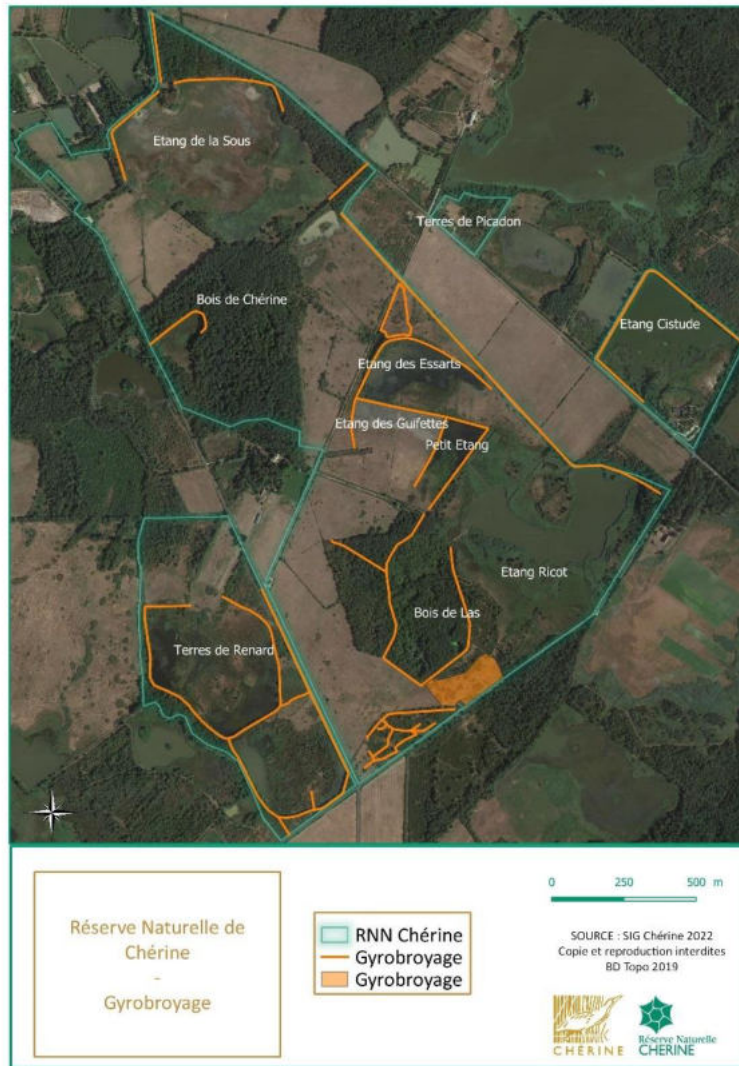 Etang de la Sous
Terres de Picadon
Bois de Chérine
Etang Cistude
Etang des Essarts
Etang des Guifettes
Petit Etang
Etang Ricot
Bois de Las
Terres de Renard
Réserve Naturelle de
Chérine
-
Gyrobroyage
RNN Chérine
Gyrobroyage
Gyrobroyage
0 250 500 m
SOURCE : SIG Chérine 2022
Copie et reproduction interdites
BD Topo 2019
CHÉRINE
Réserve Naturelle
CHERINE